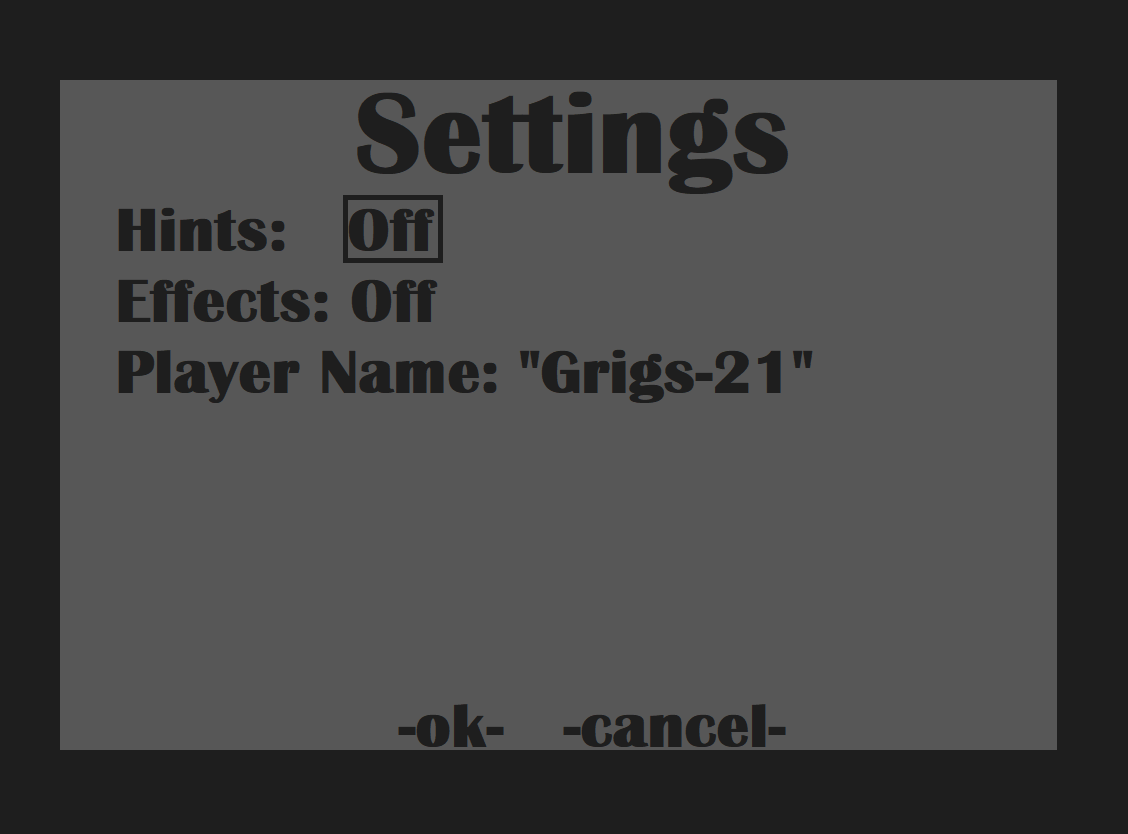 Settings
Hints: Off
Effects: Off
Player Name: "Grigs-21"
-ok- -cancel-